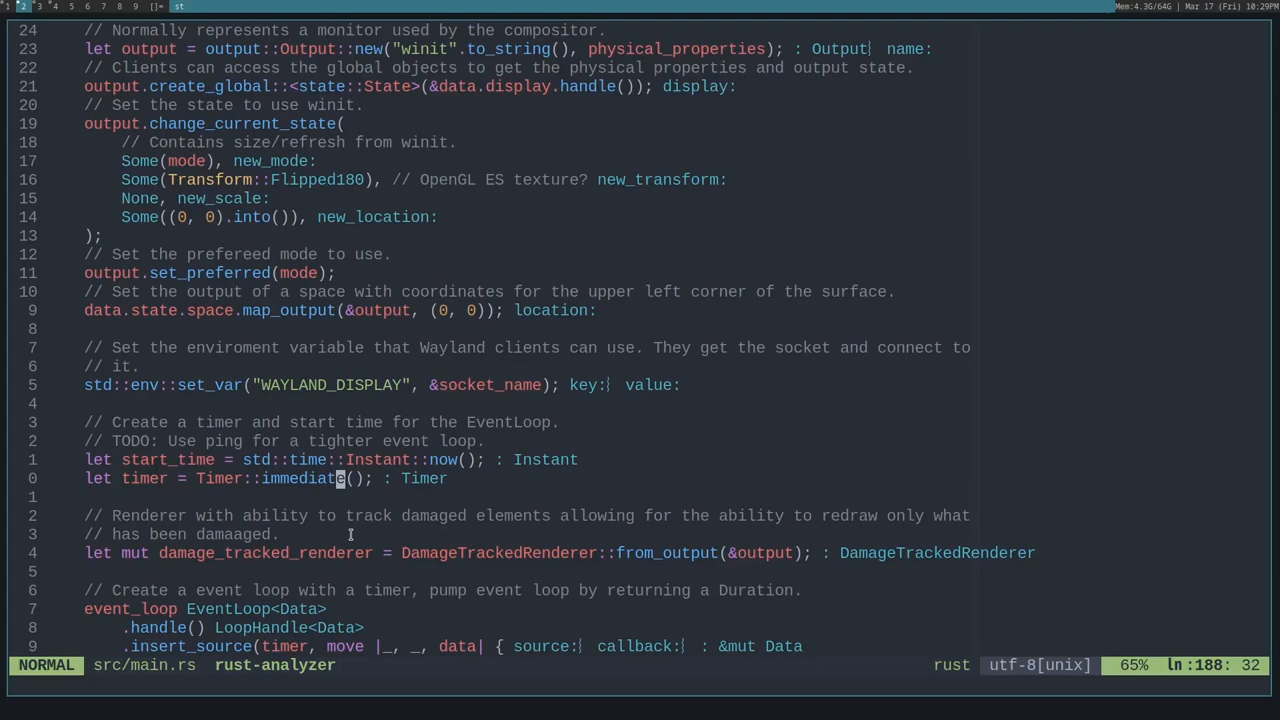 1 2 3 4 5 6 7 8 9 []= st Mem:4.3G/64G | Mar 17 (Fri) 10:29PM
24 // Normally represents a monitor used by the compositor.
23 let output = output::Output::new("winit".to_string(), physical_properties); : Output⦚ name:
22 // Clients can access the global objects to get the physical properties and output state.
21 output.create_global::<state::State>(&data.display.handle()); display:
20 // Set the state to use winit.
19 output.change_current_state(
18 // Contains size/refresh from winit.
17 Some(mode), new_mode:
16 Some(Transform::Flipped180), // OpenGL ES texture? new_transform:
15 None, new_scale:
14 Some((0, 0).into()), new_location:
13 );
12 // Set the prefereed mode to use.
11 output.set_preferred(mode);
10 // Set the output of a space with coordinates for the upper left corner of the surface.
9 data.state.space.map_output(&output, (0, 0)); location:
8
7 // Set the enviroment variable that Wayland clients can use. They get the socket and connect to
6 // it.
5 std::env::set_var("WAYLAND_DISPLAY", &socket_name); key:⦚ value:
4
3 // Create a timer and start time for the EventLoop.
2 // TODO: Use ping for a tighter event loop.
1 let start_time = std::time::Instant::now(); : Instant
0 let timer = Timer::immediate(); : Timer
1
2 // Renderer with ability to track damaged elements allowing for the ability to redraw only what
3 // has been damaaged.
4 let mut damage_tracked_renderer = DamageTrackedRenderer::from_output(&output); : DamageTrackedRenderer
5
6 // Create a event loop with a timer, pump event loop by returning a Duration.
7 event_loop EventLoop<Data>
8 .handle() LoopHandle<Data>
9 .insert_source(timer, move |_, _, data| { source:⦚ callback:⦚ : &mut Data
NORMAL src/main.rs rust-analyzer rust utf-8[unix] 65% ln:188: 32